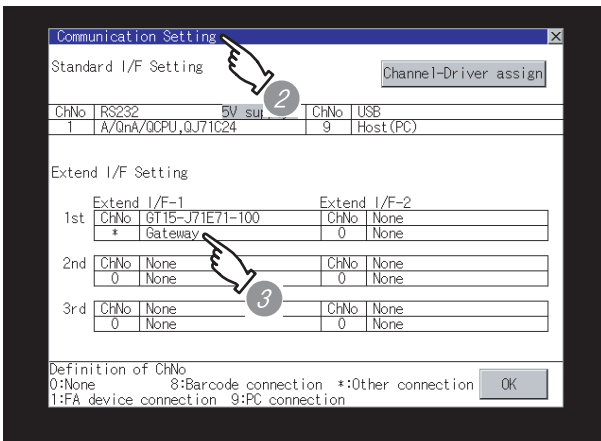 Communication Setting
Standard I/F Setting
Channel-Driver assign
2
ChNo RS232 5V ChNo USB
1 A/QnA/QCPU,QJ71C24 9 Host(PC)
Extend I/F Setting
Extend I/F-1 Extend I/F-2
1st ChNo GT15-J71E71-100 ChNo None
* Gateway 0 None
2nd ChNo None ChNo None
0 None 0 None
3
3rd ChNo None ChNo None
0 None 0 None
Definition of ChNo
0:None 8:Barcode connection *:Other connection OK
1:FA device connection 9:PC connection